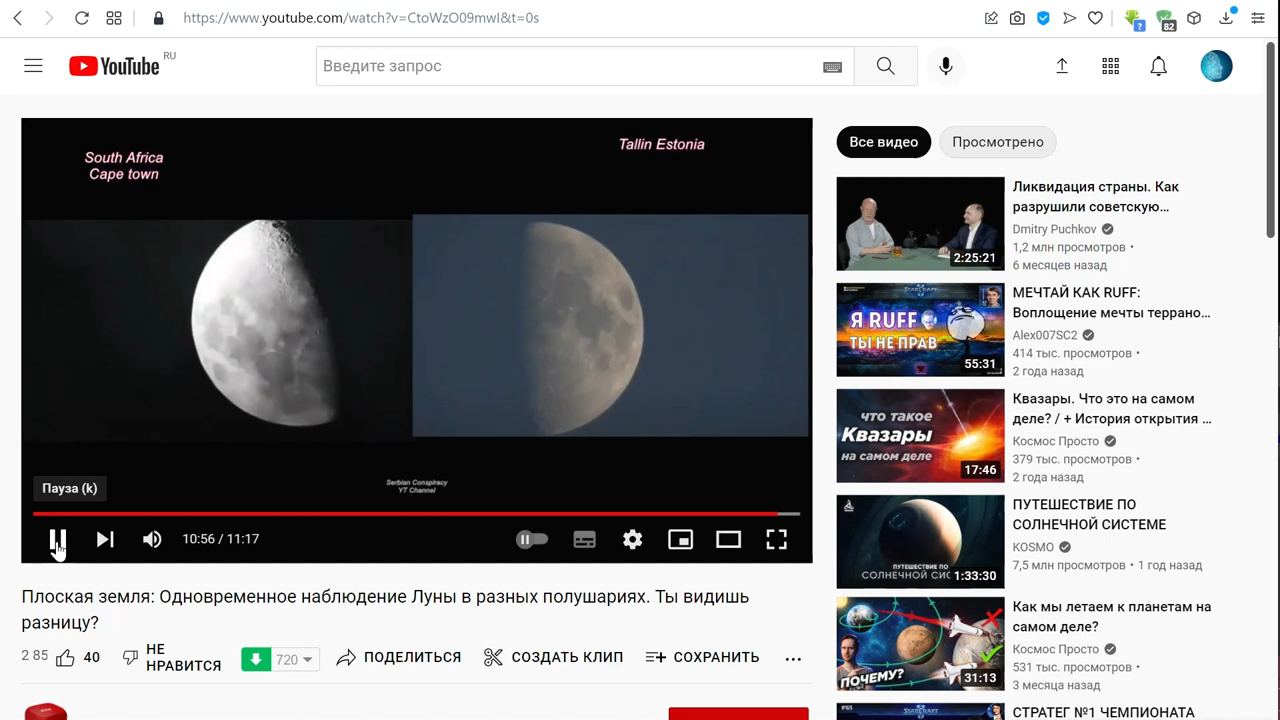 https://www.youtube.com/watch?v=CtoWzO09mwI&t=0s
82
YouTube RU
Введите запрос
South Africa
Cape town
Tallin Estonia
Serbian Conspiracy
YT Channel
Пауза (k)
10:56 / 11:17
Плоская земля: Одновременное наблюдение Луны в разных полушариях. Ты видишь
разницу?
2 85
40
НЕ
НРАВИТСЯ
720
ПОДЕЛИТЬСЯ
СОЗДАТЬ КЛИП
СОХРАНИТЬ
Все видео
Просмотрено
2:25:21
Ликвидация страны. Как
разрушили советскую...
Dmitry Puchkov
1,2 млн просмотров •
6 месяцев назад
STARCRAFT
Я RUFF
ТЫ НЕ ПРАВ
55:31
МЕЧТАЙ КАК RUFF:
Воплощение мечты террано...
Alex007SC2
414 тыс. просмотров •
2 года назад
что такое
Квазары
на самом деле
17:46
Квазары. Что это на самом
деле? / + История открытия ...
Космос Просто
379 тыс. просмотров •
2 года назад
ПУТЕШЕСТВИЕ ПО
СОЛНЕЧНОЙ СИС
1:33:30
ПУТЕШЕСТВИЕ ПО
СОЛНЕЧНОЙ СИСТЕМЕ
KOSMO
7,5 млн просмотров • 1 год назад
ПОЧЕМУ?
31:13
Как мы летаем к планетам на
самом деле?
Космос Просто
531 тыс. просмотров •
3 месяца назад
СТРАТЕГ №1 ЧЕМПИОНАТА